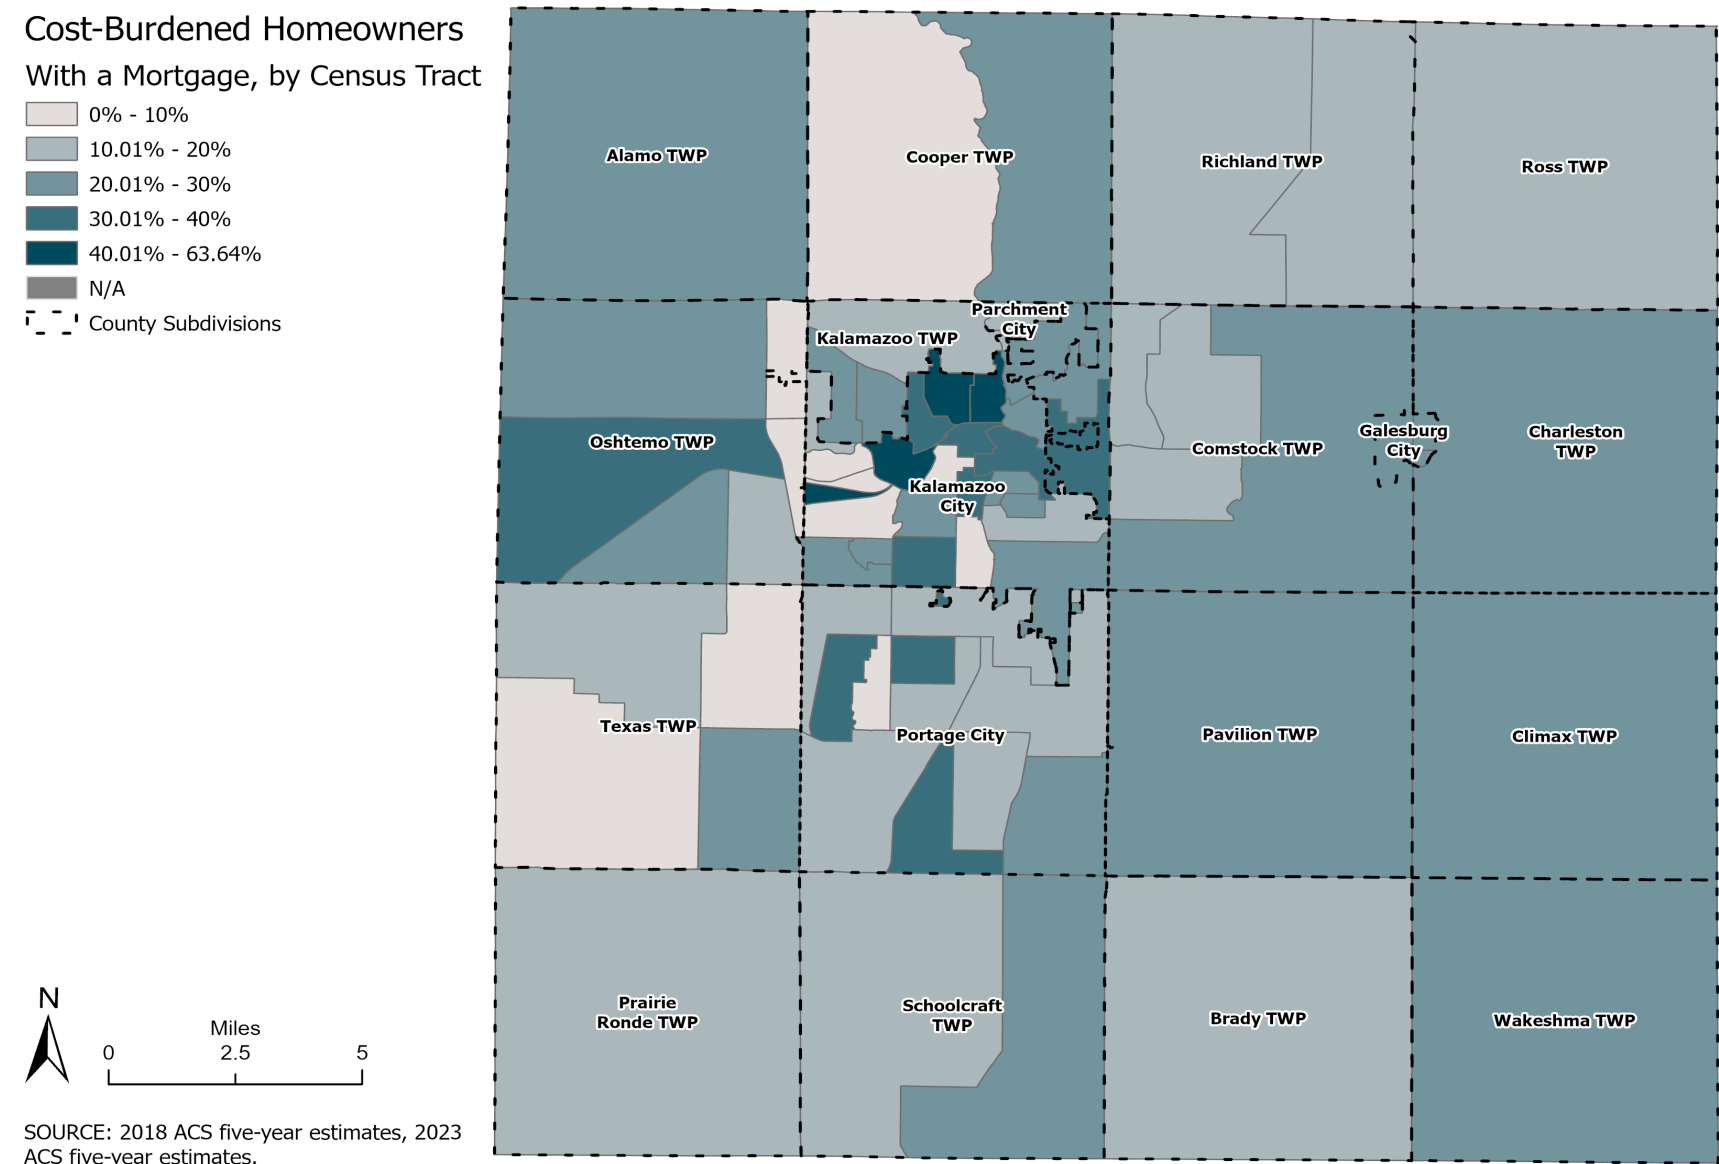 Cost-Burdened Homeowners
With a Mortgage, by Census Tract
0% - 10%
10.01% - 20%
20.01% - 30%
30.01% - 40%
40.01% - 63.64%
N/A
County Subdivisions
Alamo TWP
Cooper TWP
Richland TWP
Ross TWP
Kalamazoo TWP
Parchment
City
Oshtemo TWP
Kalamazoo
City
Comstock TWP
Galesburg
City
Charleston
TWP
Texas TWP
Portage City
Pavilion TWP
Climax TWP
Prairie
Ronde TWP
Schoolcraft
TWP
Brady TWP
Wakeshma TWP
N
Miles
0 2.5 5
SOURCE: 2018 ACS five-year estimates, 2023
ACS five-year estimates.